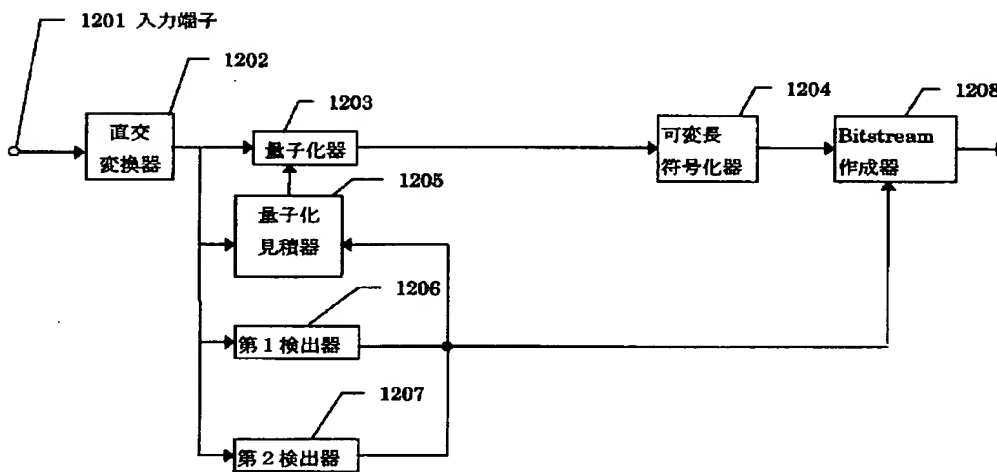 1201 入力端子
1202
直交
変換器
1203
量子化器
1204
可変長
符号化器
1208
Bitstream
作成器
1205
量子化
見積器
1206
第1検出器
1207
第2検出器